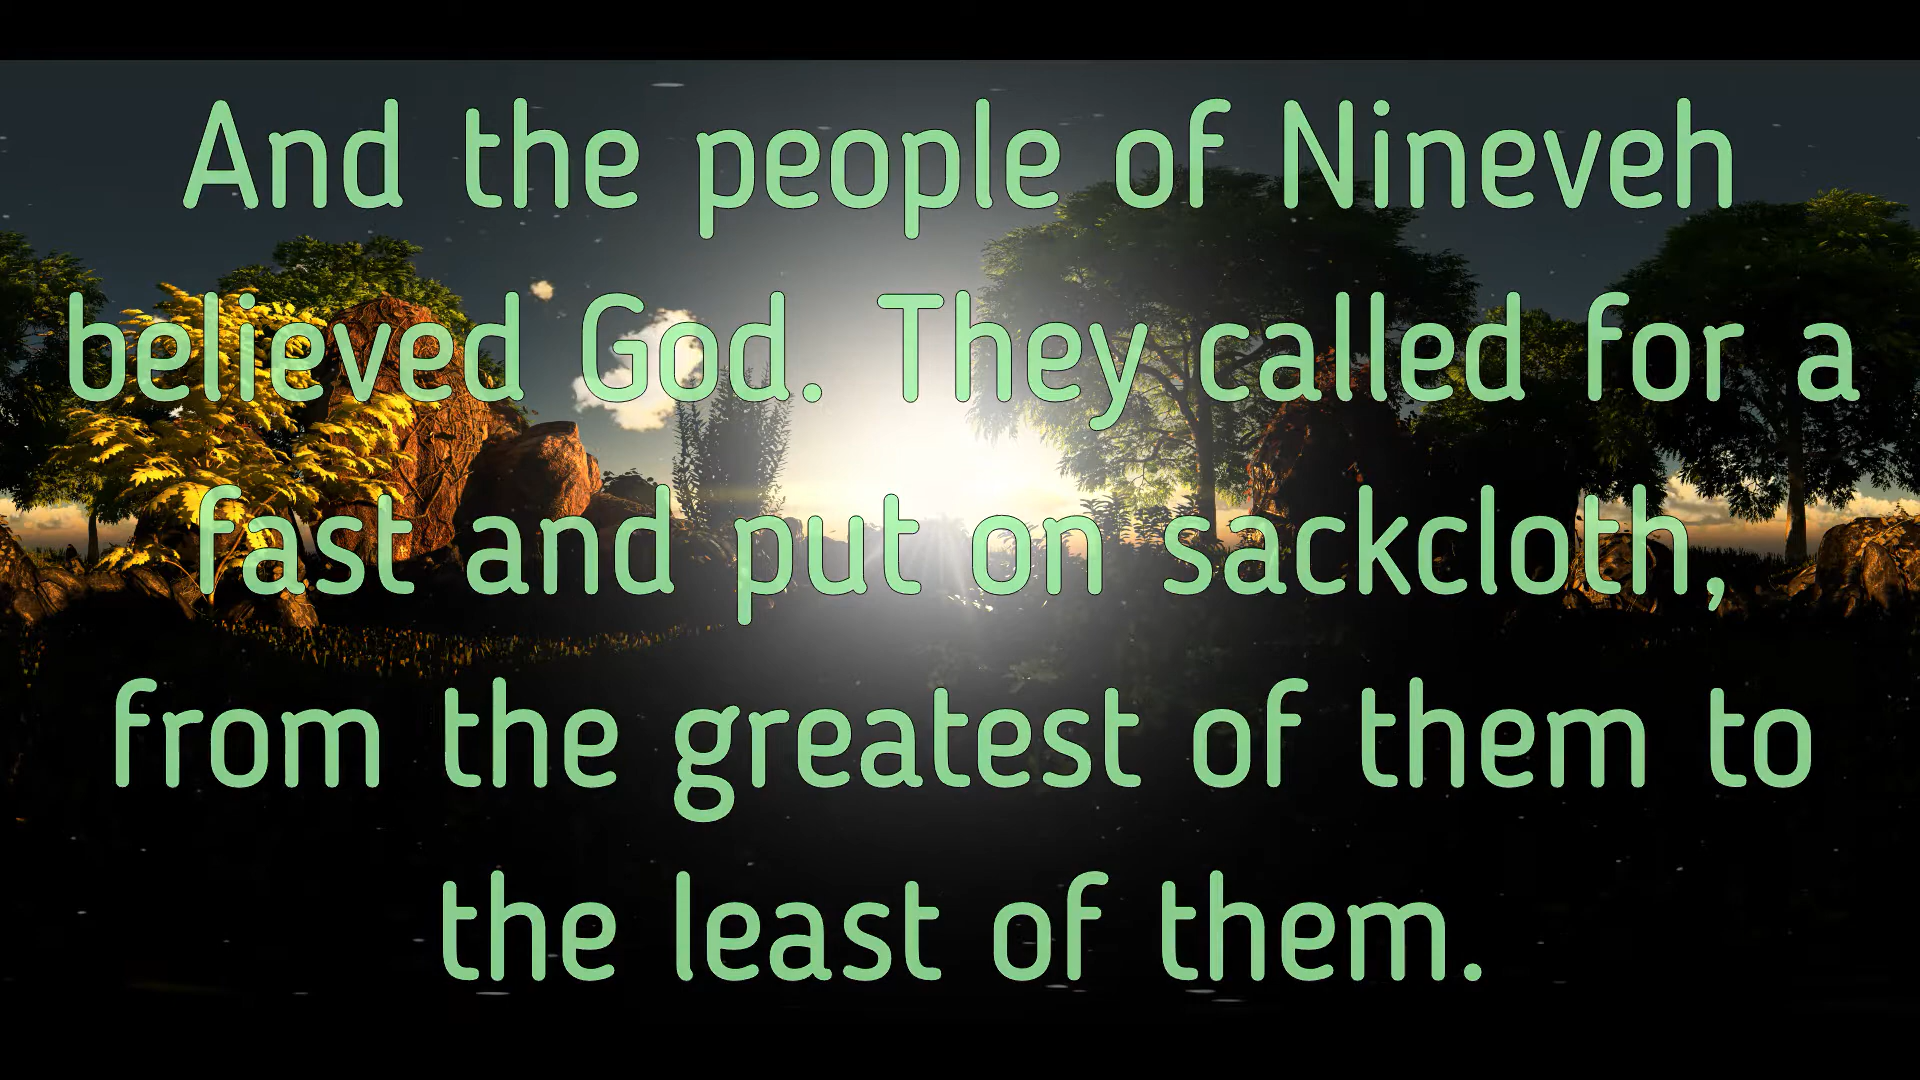 And the people of Nineveh
believed God. They called for a
fast and put on sackcloth,
from the greatest of them to
the least of them.